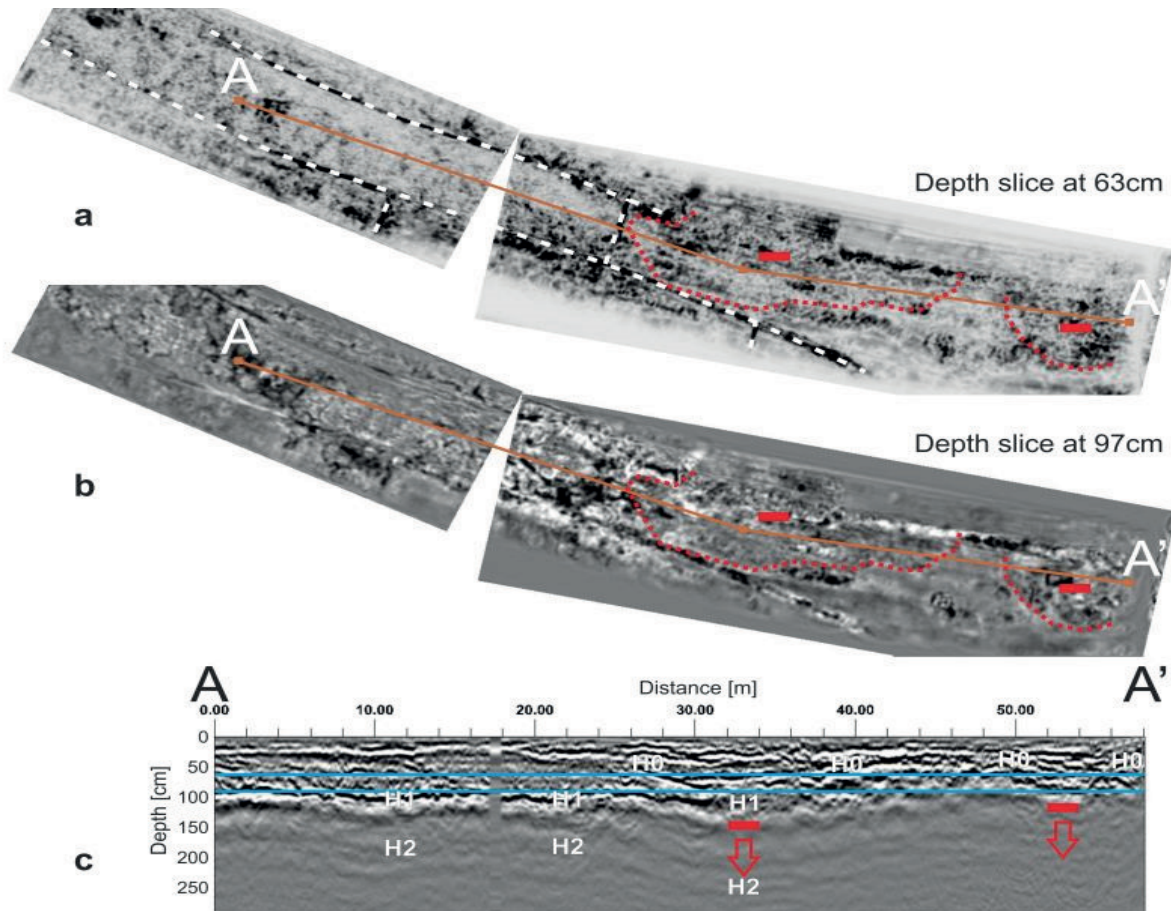 A
Depth slice at 63cm
a
A'
A
Depth slice at 97cm
b
A'
A
A'
Distance [m]
0.00 10.00 20.00 30.00 40.00 50.00
Depth [cm]
0
50
100
150
200
250
H0 H0 H0 H0
H1 H1 H1
H2 H2
H2
c